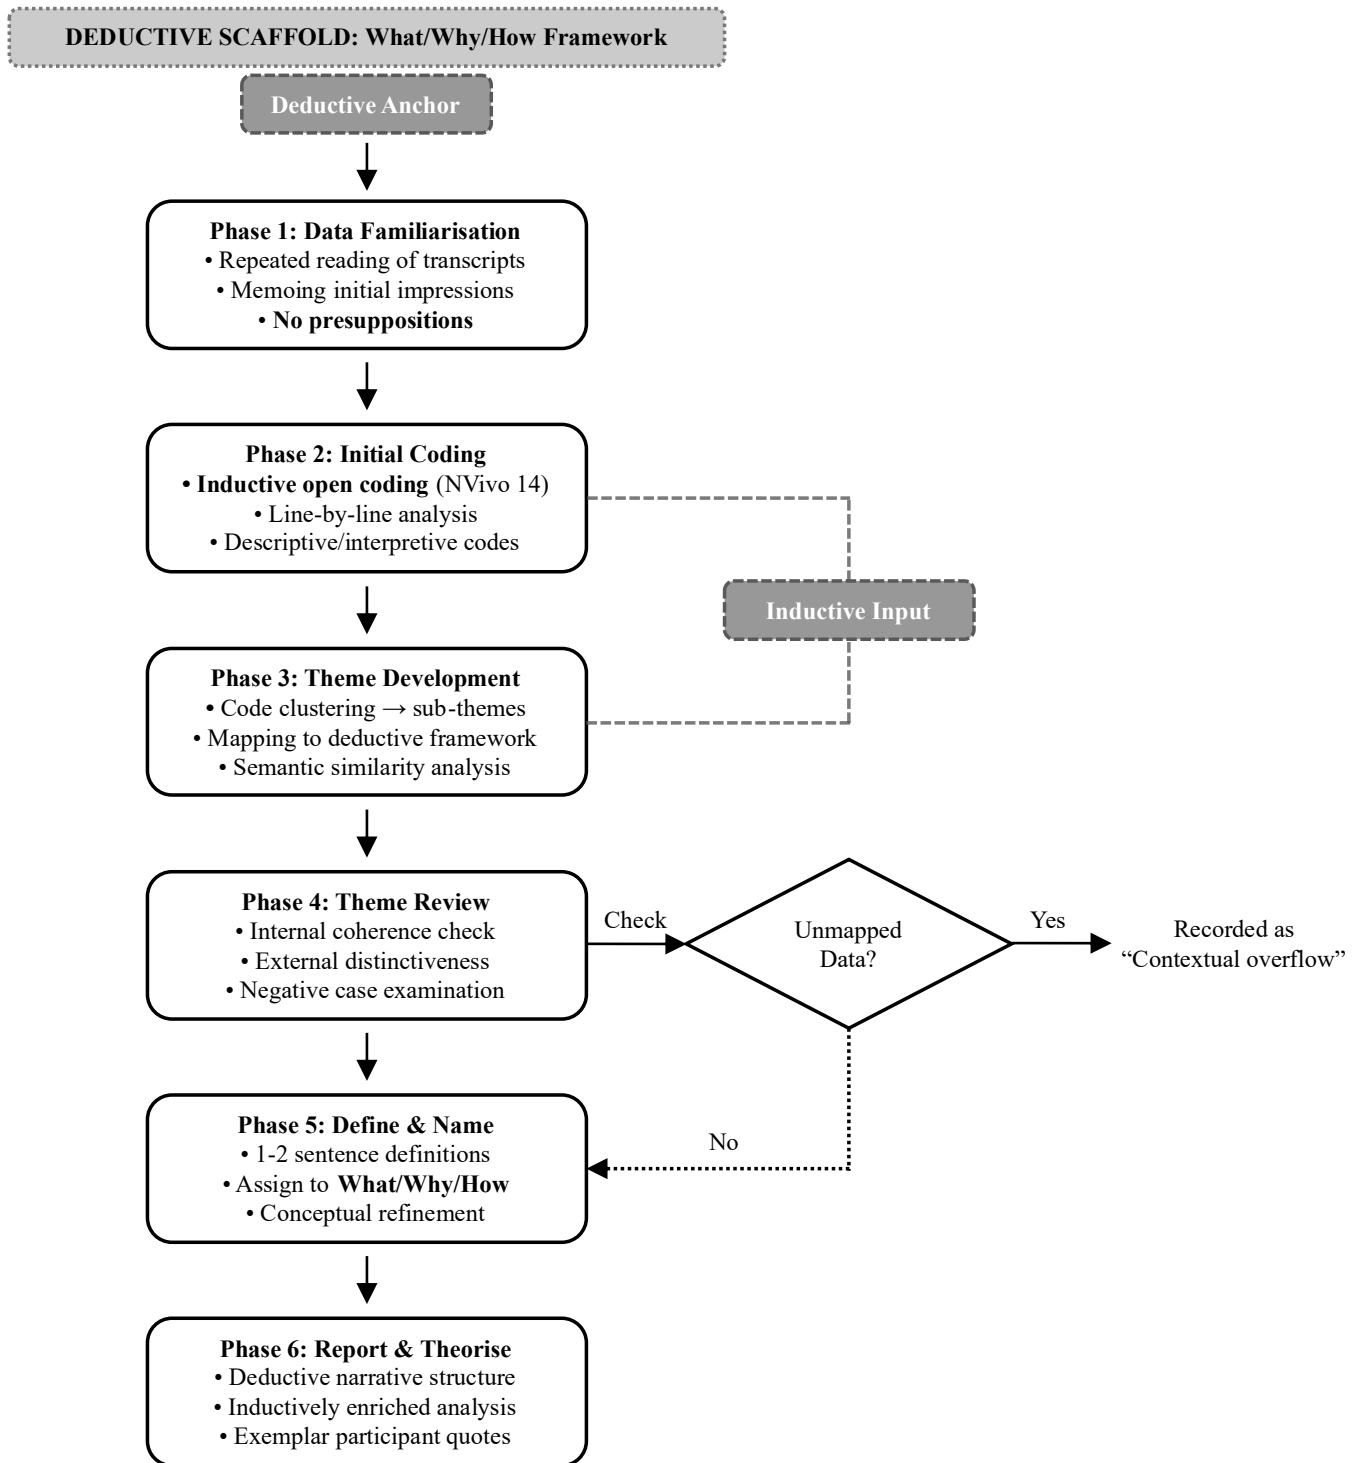 DEDUCTIVE SCAFFOLD: What/Why/How Framework
Deductive Anchor
Phase 1: Data Familiarisation
• Repeated reading of transcripts
• Memoing initial impressions
• No presuppositions
Phase 2: Initial Coding
• Inductive open coding (NVivo 14)
• Line-by-line analysis
• Descriptive/interpretive codes
Inductive Input
Phase 3: Theme Development
• Code clustering → sub-themes
• Mapping to deductive framework
• Semantic similarity analysis
Phase 4: Theme Review
• Internal coherence check
• External distinctiveness
• Negative case examination
Check
Unmapped
Data?
Yes
Recorded as
“Contextual overflow”
No
Phase 5: Define & Name
• 1-2 sentence definitions
• Assign to What/Why/How
• Conceptual refinement
Phase 6: Report & Theorise
• Deductive narrative structure
• Inductively enriched analysis
• Exemplar participant quotes